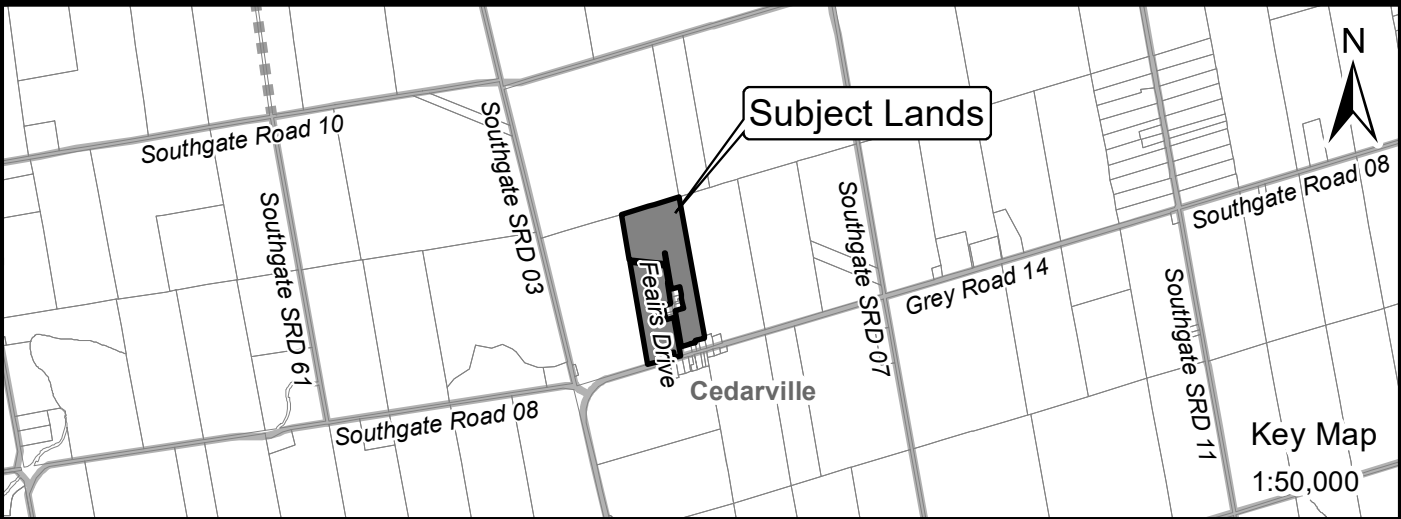 N
Subject Lands
Southgate Road 10
Southgate SRD 03
Southgate Road 08
Southgate SRD 61
Southgate SRD 07
Feairs Drive
Grey Road 14
Southgate SRD 11
Cedarville
Southgate Road 08
Key Map
1:50,000